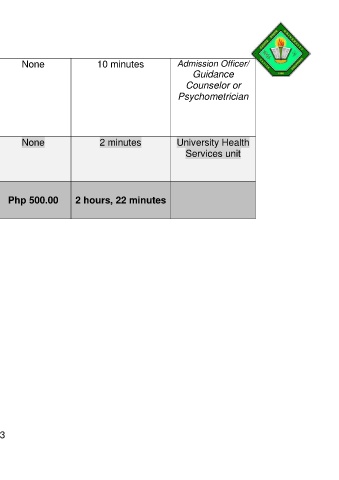 None 10 minutes Admission Officer/
Guidance
Counselor or
Psychometrician
None 2 minutes University Health
Services unit
Php 500.00 2 hours, 22 minutes
3